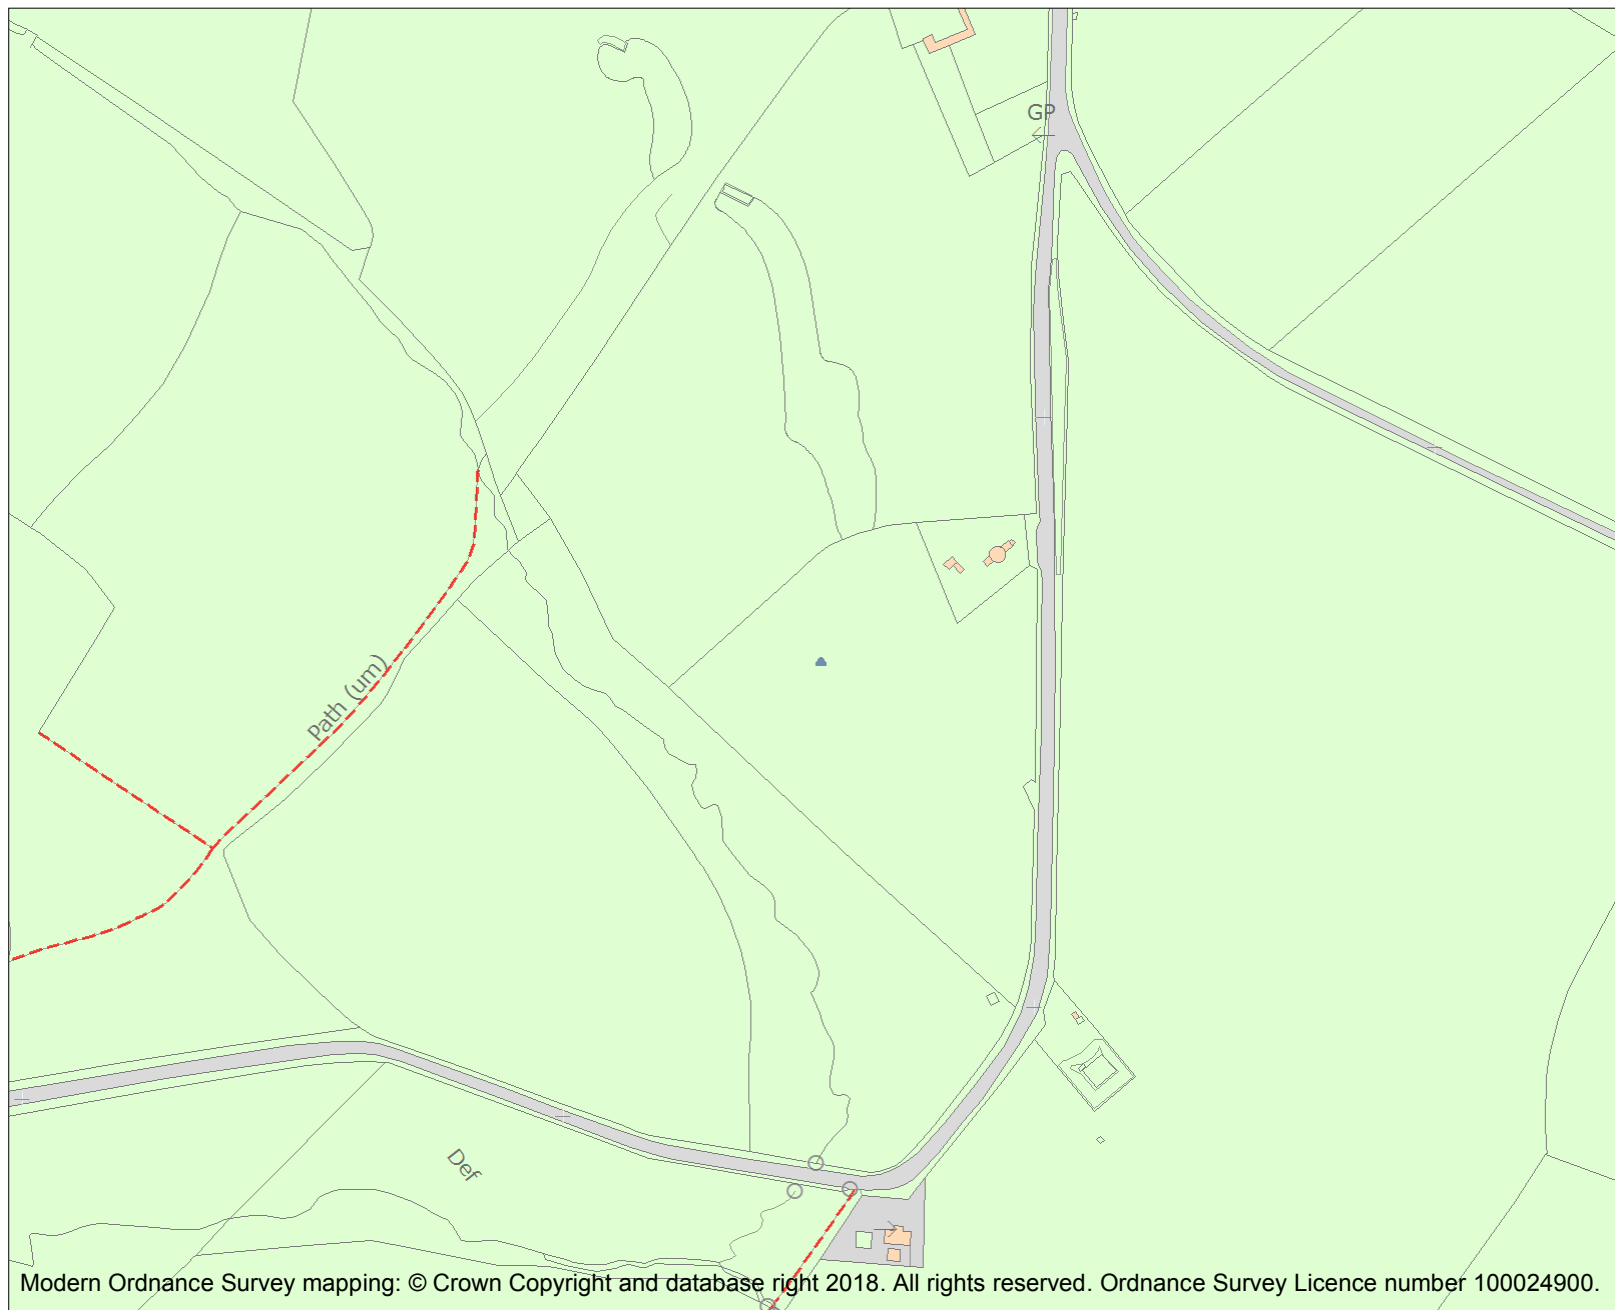 GP
Path (um)
Def
Modern Ordnance Survey mapping: © Crown Copyright and database right 2018. All rights reserved. Ordnance Survey Licence number 100024900.